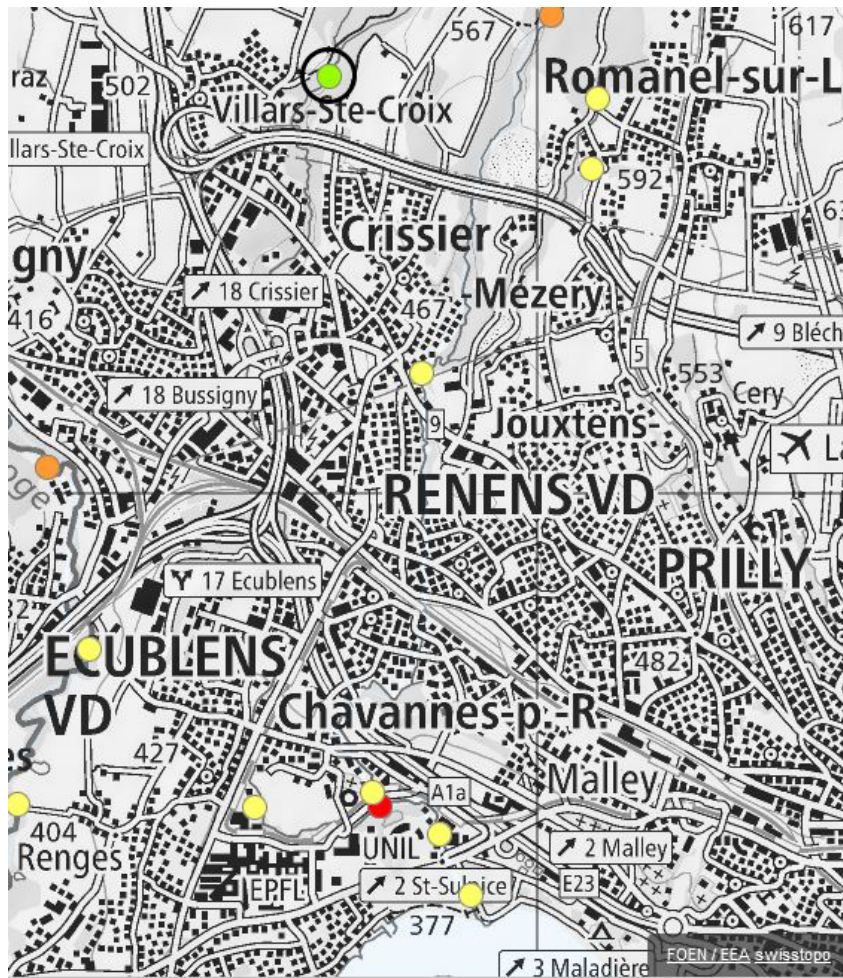 567
617
Romanel-sur-L
raz
502
Villars-Ste-Croix
llars-Ste-Croix
592
Crissier
gny
18 Crissier
-Mézery
467
416
9 Bléch
5
553
18 Bussigny
Cery
9
Jouxtens-
La
oge
RENENS VD
17 Ecublens
PRILLY
ECUBLENS
VD
482
Chavannes-p.-R.
427
es
Malley
A1a
404
Renges
UNIL
2 Malley
EPFL
2 St-Sulpice
E23
377
FOEN / EEA swisstopo
3 Maladière